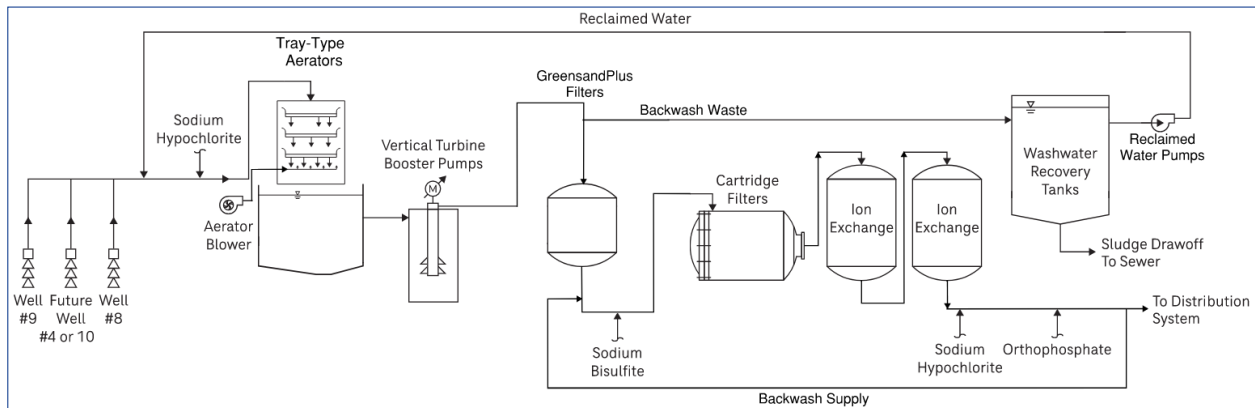 Reclaimed Water
Tray-Type
Aerators
GreensandPlus
Filters
Backwash Waste
Sodium
Hypochlorite
Vertical Turbine
Booster Pumps
M
Reclaimed
Water Pumps
Washwater
Recovery
Tanks
Cartridge
Filters
Ion
Exchange
Ion
Exchange
Aerator
Blower
Sludge Drawoff
To Sewer
Well
#9
Future
Well
#4 or 10
Well
#8
To Distribution
System
Sodium
Bisulfite
Sodium
Hypochlorite
Orthophosphate
Backwash Supply